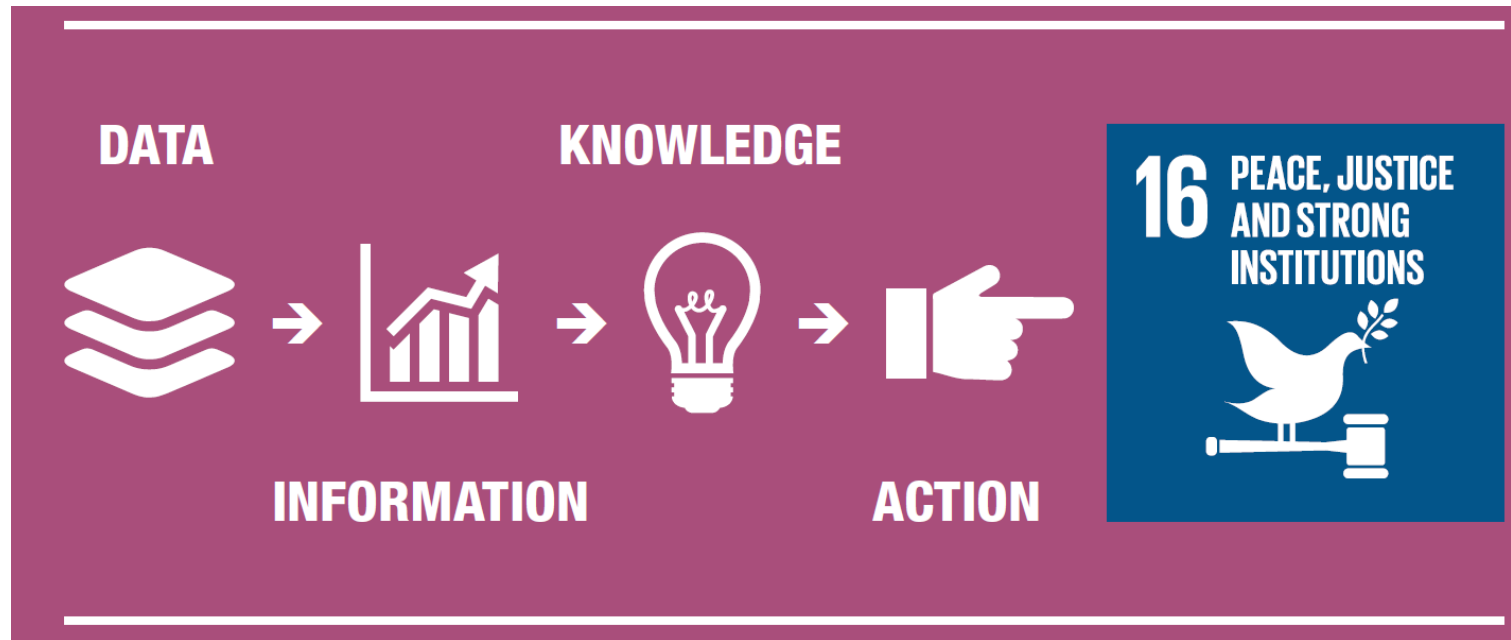 DATA
KNOWLEDGE
16 PEACE, JUSTICE
AND STRONG
INSTITUTIONS
INFORMATION
ACTION